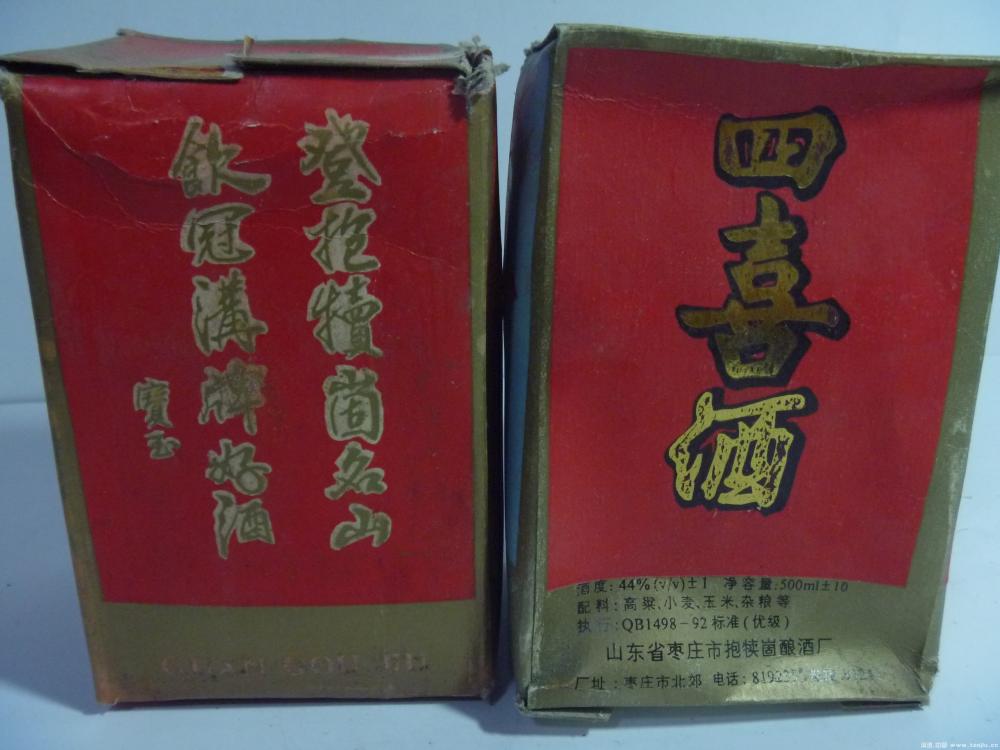 登抱犊崮名山
飲冠溝牌好酒
寶玉
四喜酒
酒度: 44%(v/v)±1 净容量:500ml±10
配料: 高粱、小麦、玉米、杂粮等
执行: QB1498-92标准(优级)
山东省枣庄市抱犊崮酿酒厂
厂址: 枣庄市北郊 电话: